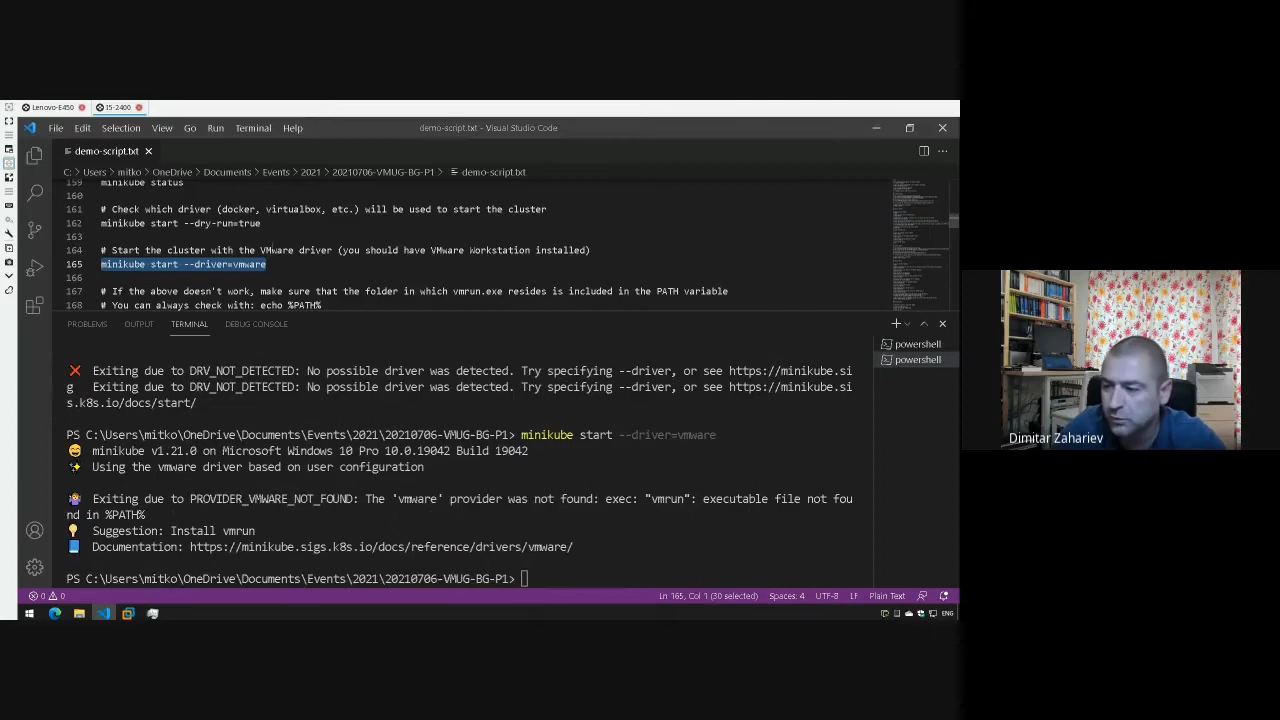 Lenovo-E450
I5-2400
File Edit Selection View Go Run Terminal Help
demo-script.txt - Visual Studio Code
demo-script.txt
C: > Users > mitko > OneDrive > Documents > Events > 2021 > 20210706-VMUG-BG-P1 > demo-script.txt
159 minikube status
160
161 # Check which driver (docker, virtualbox, etc.) will be used to start the cluster
162 minikube start --dry-run=true
163
164 # Start the cluster with the VMware driver (you should have VMware Workstation installed)
165 minikube start --driver=vmware
166
167 # If the above doesn't work, make sure that the folder in which vmrun.exe resides is included in the PATH variable
168 # You can always check with: echo %PATH%
PROBLEMS OUTPUT TERMINAL DEBUG CONSOLE
powershell
powershell
Exiting due to DRV_NOT_DETECTED: No possible driver was detected. Try specifying --driver, or see https://minikube.si
g Exiting due to DRV_NOT_DETECTED: No possible driver was detected. Try specifying --driver, or see https://minikube.si
s.k8s.io/docs/start/
PS C:\Users\mitko\OneDrive\Documents\Events\2021\20210706-VMUG-BG-P1> minikube start --driver=vmware
minikube v1.21.0 on Microsoft Windows 10 Pro 10.0.19042 Build 19042
Using the vmware driver based on user configuration
Exiting due to PROVIDER_VMWARE_NOT_FOUND: The 'vmware' provider was not found: exec: "vmrun": executable file not fou
nd in %PATH%
Suggestion: Install vmrun
Documentation: https://minikube.sigs.k8s.io/docs/reference/drivers/vmware/
PS C:\Users\mitko\OneDrive\Documents\Events\2021\20210706-VMUG-BG-P1>
0 0 Ln 165, Col 1 (30 selected) Spaces: 4 UTF-8 LF Plain Text
ENG
Dimitar Zahariev